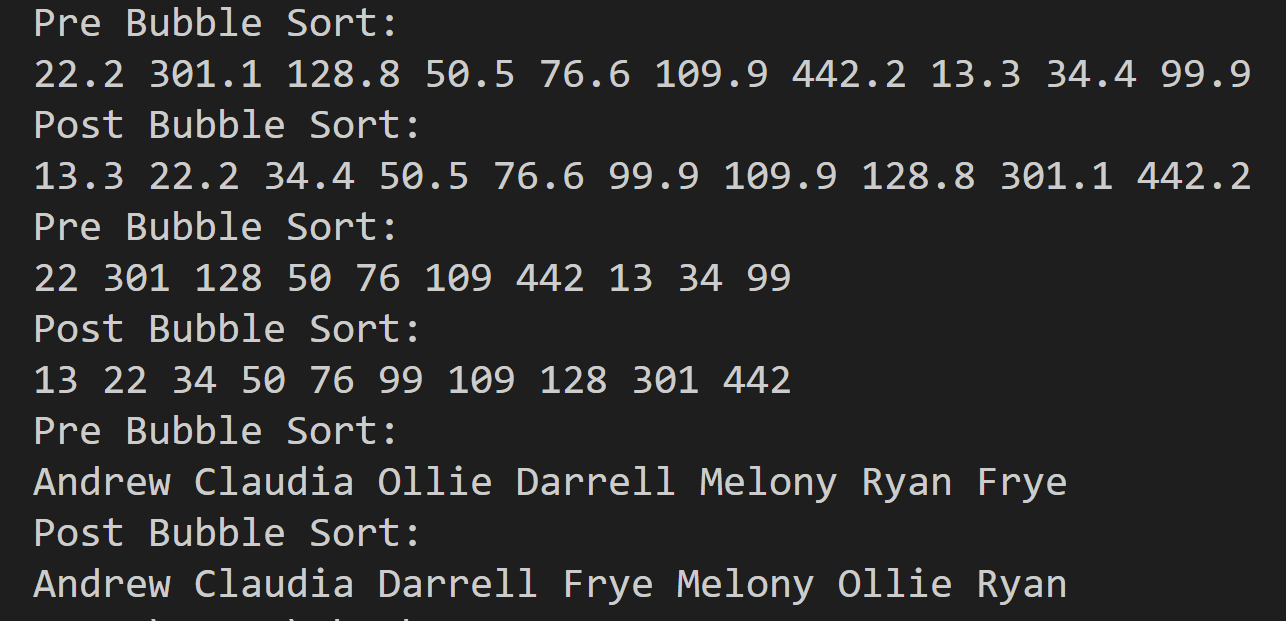 Pre Bubble Sort:
22.2 301.1 128.8 50.5 76.6 109.9 442.2 13.3 34.4 99.9
Post Bubble Sort:
13.3 22.2 34.4 50.5 76.6 99.9 109.9 128.8 301.1 442.2
Pre Bubble Sort:
22 301 128 50 76 109 442 13 34 99
Post Bubble Sort:
13 22 34 50 76 99 109 128 301 442
Pre Bubble Sort:
Andrew Claudia Ollie Darrell Melony Ryan Frye
Post Bubble Sort:
Andrew Claudia Darrell Frye Melony Ollie Ryan